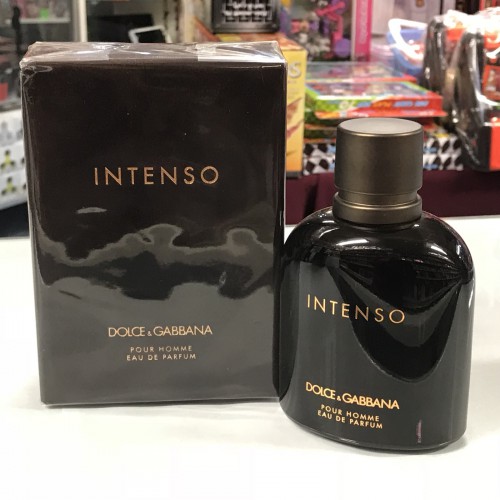 INTENSO
DOLCE & GABBANA
POUR HOMME
EAU DE PARFUM
INTENSO
DOLCE & GABBANA
POUR HOMME
EAU DE PARFUM